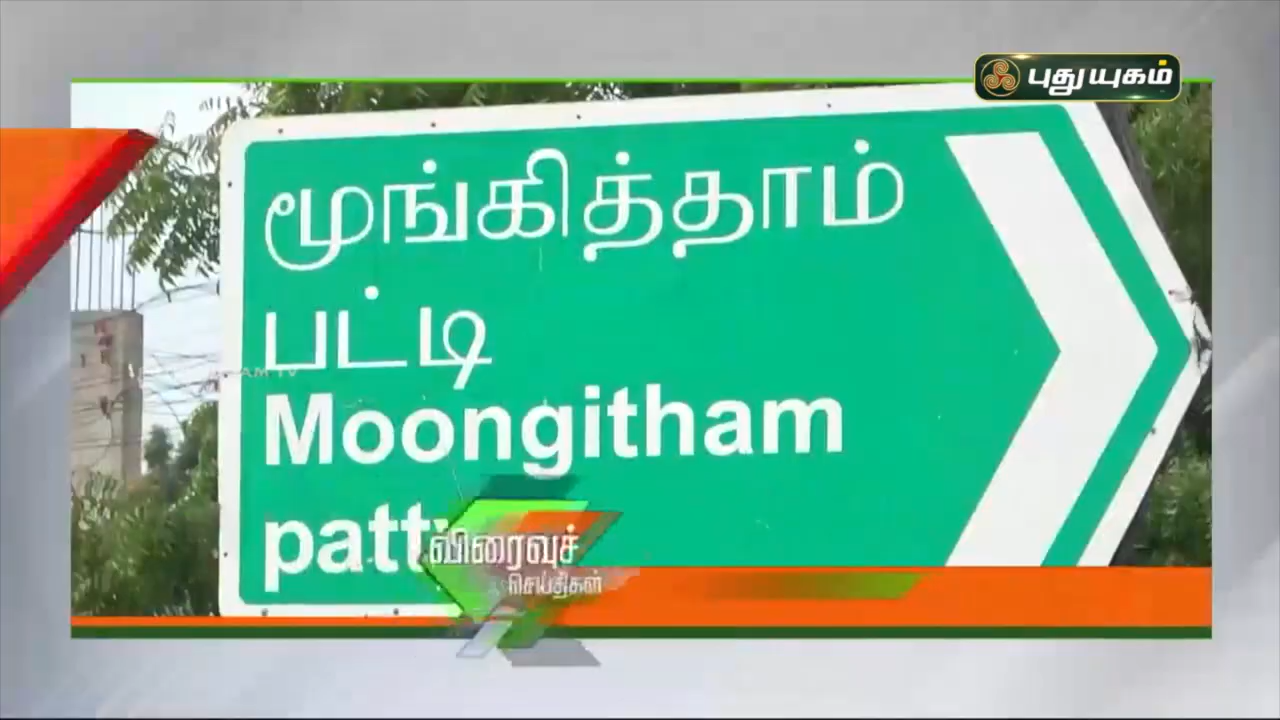 புதுயுகம்
மூங்கித்தாம்
பட்டி
Moongitham
விரைவுச்
செய்திகள்